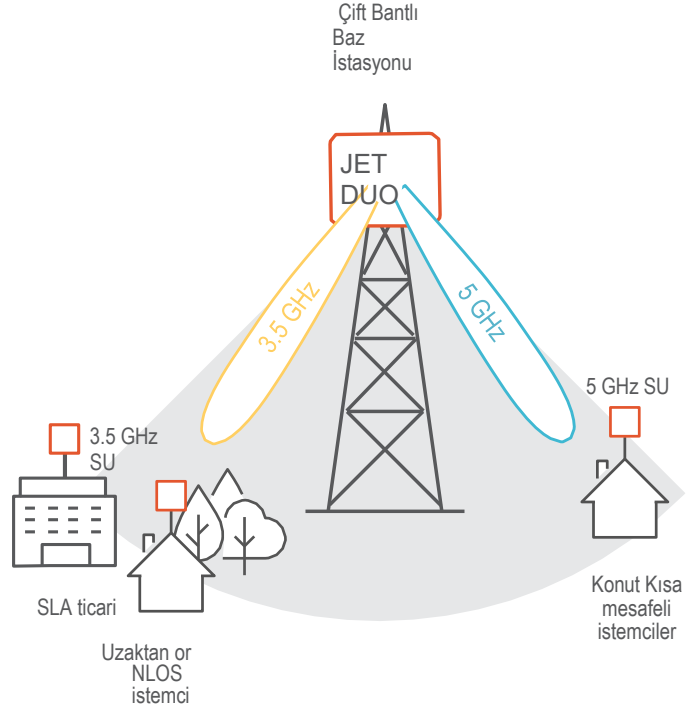 Çift Bantlı
Baz
İstasyonu
JET
DUO
3.5 GHz
5 GHz
5 GHz SU
3.5 GHz
SU
SLA ticari
Uzaktan or
NLOS
istemci
Konut Kısa
mesafeli
istemciler